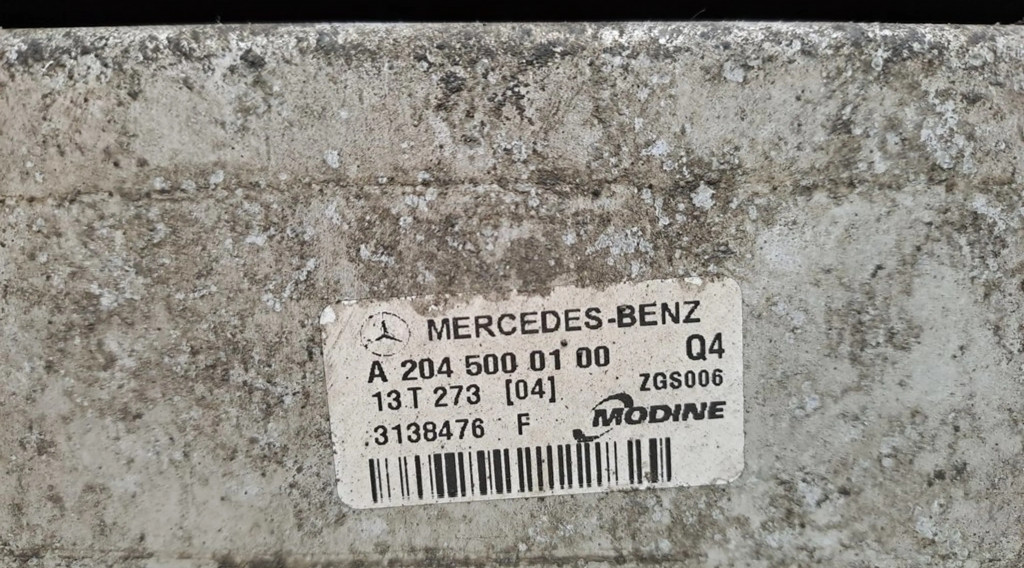 MERCEDES-BENZ
A 204 500 01 00 Q4
13 T 273 [04] ZGS006
3138476 F MODINE